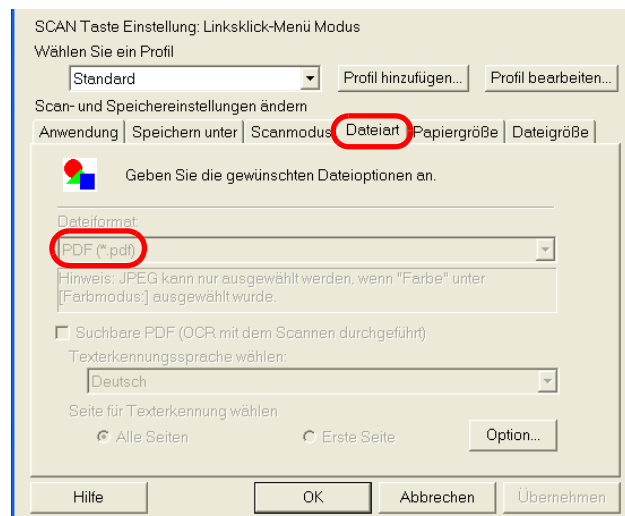 SCAN Taste Einstellung: Linksklick-Menü Modus
Wählen Sie ein Profil
Standard Profil hinzufügen... Profil bearbeiten...
Scan- und Speichereinstellungen ändern
Anwendung Speichern unter Scanmodus Dateiart Papiergröße Dateigröße
Geben Sie die gewünschten Dateioptionen an.
Dateiformat:
PDF (*.pdf)
Hinweis: JPEG kann nur ausgewählt werden, wenn "Farbe" unter
[Farbmodus:] ausgewählt wurde.
Suchbare PDF (OCR mit dem Scannen durchgeführt)
Texterkennungssprache wählen:
Deutsch
Seite für Texterkennung wählen
Alle Seiten Erste Seite Option...
Hilfe OK Abbrechen Übernehmen